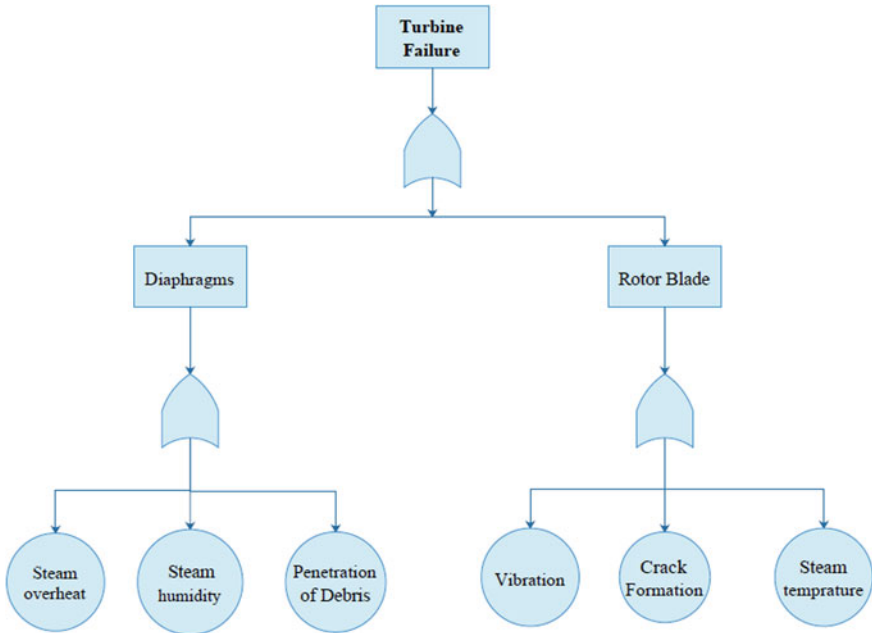 Turbine
Failure
Diaphragms
Rotor Blade
Steam
overheat
Steam
humidity
Penetration
of Debris
Vibration
Crack
Formation
Steam
temprature